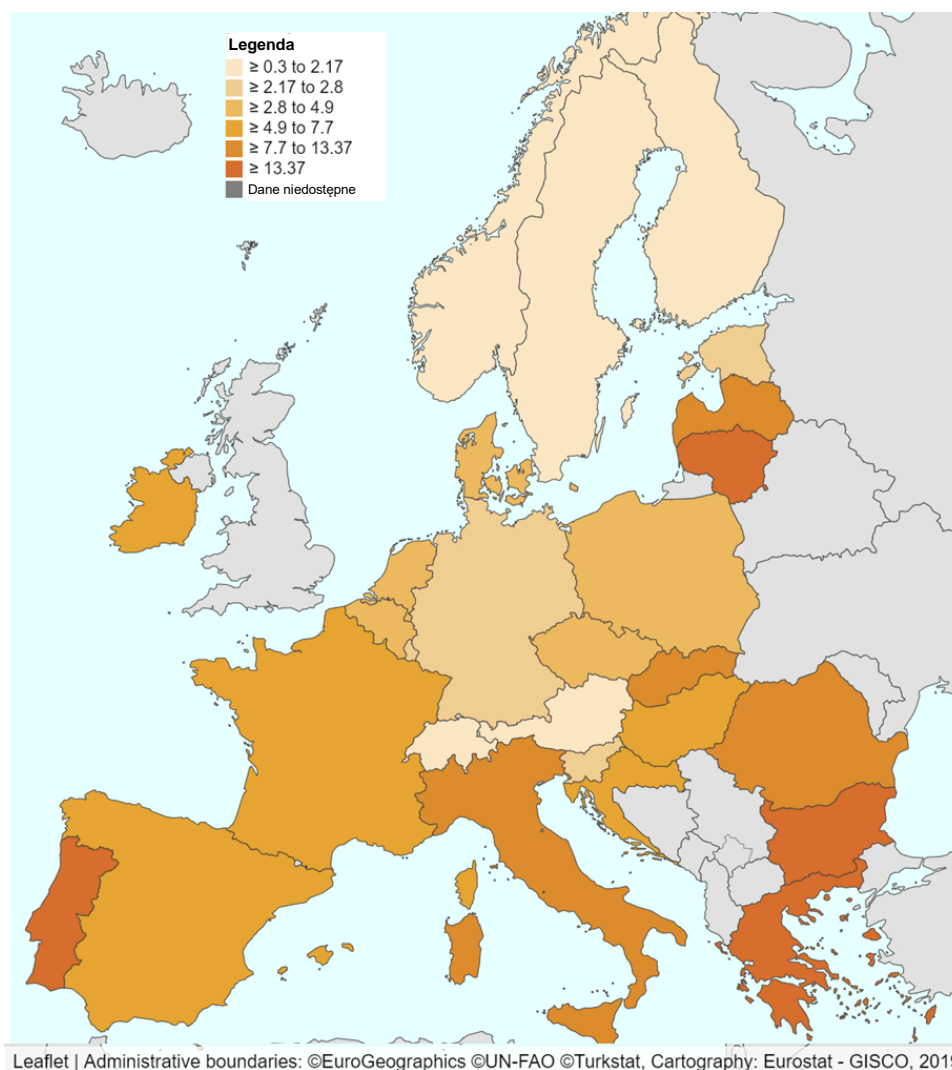 Legenda
≥ 0.3 to 2.17
≥ 2.17 to 2.8
≥ 2.8 to 4.9
≥ 4.9 to 7.7
≥ 7.7 to 13.37
≥ 13.37
Dane niedostępne
Leaflet | Administrative boundaries: ©EuroGeographics ©UN-FAO ©Turkstat, Cartography: Eurostat - GISCO, 2019